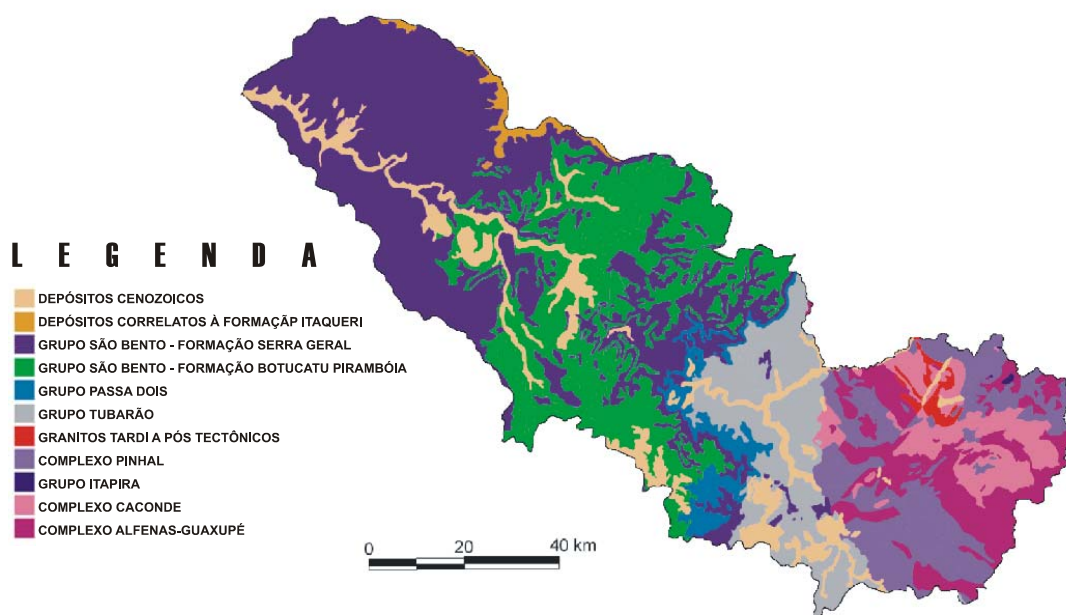 LEGENDA
DEPÓSITOS CENOZOICOS
DEPÓSITOS CORRELATOS À FORMAÇÃP ITAQUERI
GRUPO SÃO BENTO - FORMAÇÃO SERRA GERAL
GRUPO SÃO BENTO - FORMAÇÃO BOTUCATU PIRAMBÓIA
GRUPO PASSA DOIS
GRUPO TUBARÃO
GRANITOS TARDI A PÓS TECTÔNICOS
COMPLEXO PINHAL
GRUPO ITAPIRA
COMPLEXO CACONDE
COMPLEXO ALFENAS-GUAXUPÉ
0 20 40 km